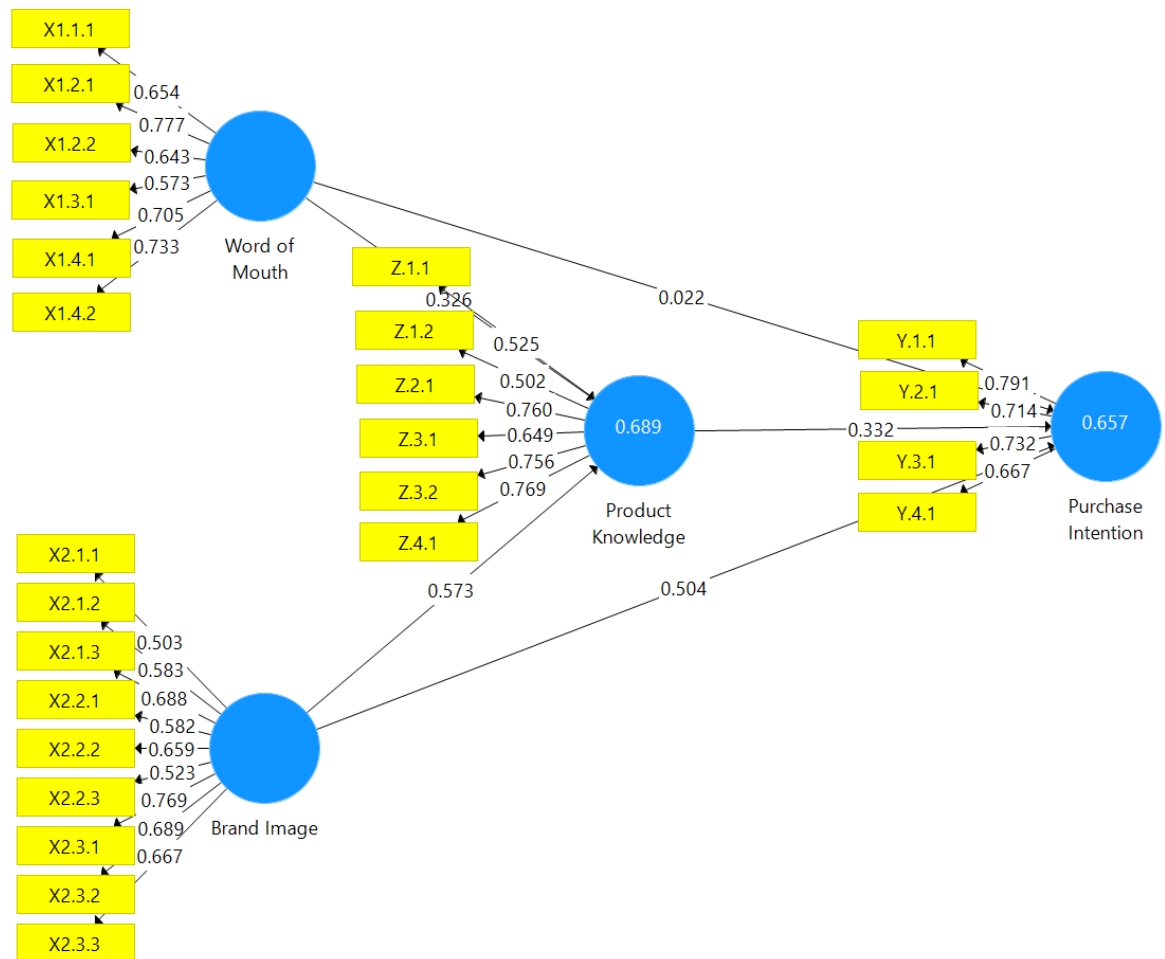 X1.1.1
X1.2.1
X1.2.2
X1.3.1
X1.4.1
X1.4.2
0.654
0.777
0.643
0.573
0.705
0.733
Word of
Mouth
Z.1.1
Z.1.2
Z.2.1
Z.3.1
Z.3.2
Z.4.1
0.326
0.525
0.502
0.760
0.649
0.756
0.769
0.689
Product
Knowledge
0.022
0.332
0.573
0.504
Y.1.1
Y.2.1
Y.3.1
Y.4.1
0.791
0.714
0.732
0.667
0.657
Purchase
Intention
X2.1.1
X2.1.2
X2.1.3
X2.2.1
X2.2.2
X2.2.3
X2.3.1
X2.3.2
X2.3.3
0.503
0.583
0.688
0.582
0.659
0.523
0.769
0.689
0.667
Brand Image